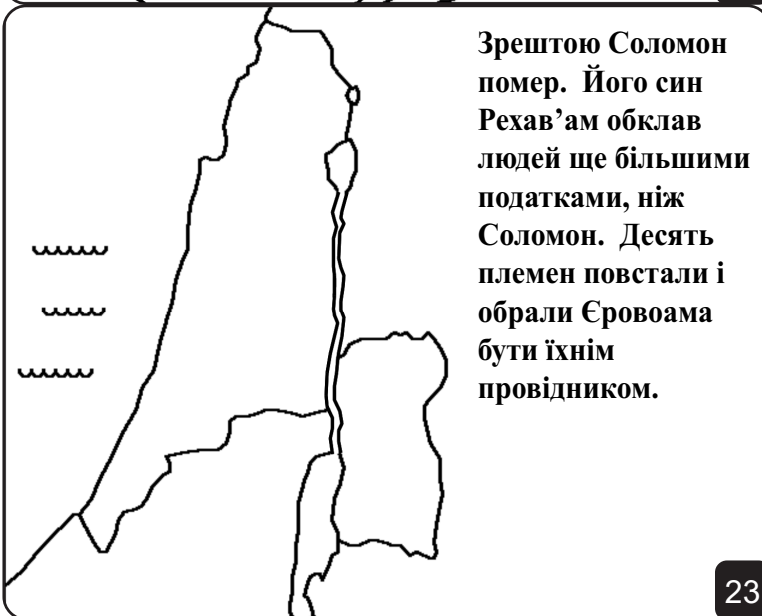 Зрештою Соломон
помер.  Його син
Рехав’ам обклав
людей ще більшими
податками, ніж
Соломон.  Десять
племен повстали і
обрали Єровоама
бути їхнім
провідником.
23